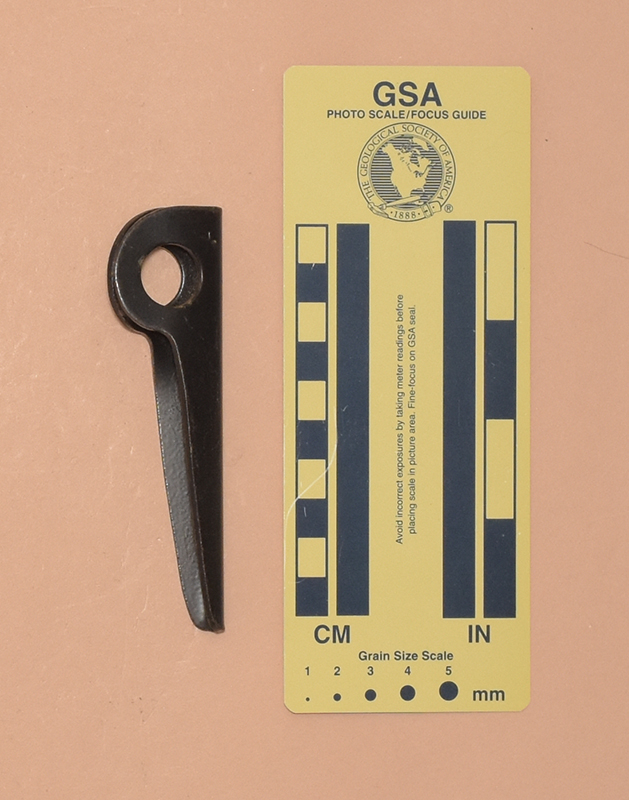 GSA
PHOTO SCALE/FOCUS GUIDE
THE GEOLOGICAL SOCIETY OF AMERICA
·1888·
®
Avoid incorrect exposures by taking meter readings before
placing scale in picture area. Fine-focus on GSA seal.
CM IN
Grain Size Scale
1 2 3 4 5
mm